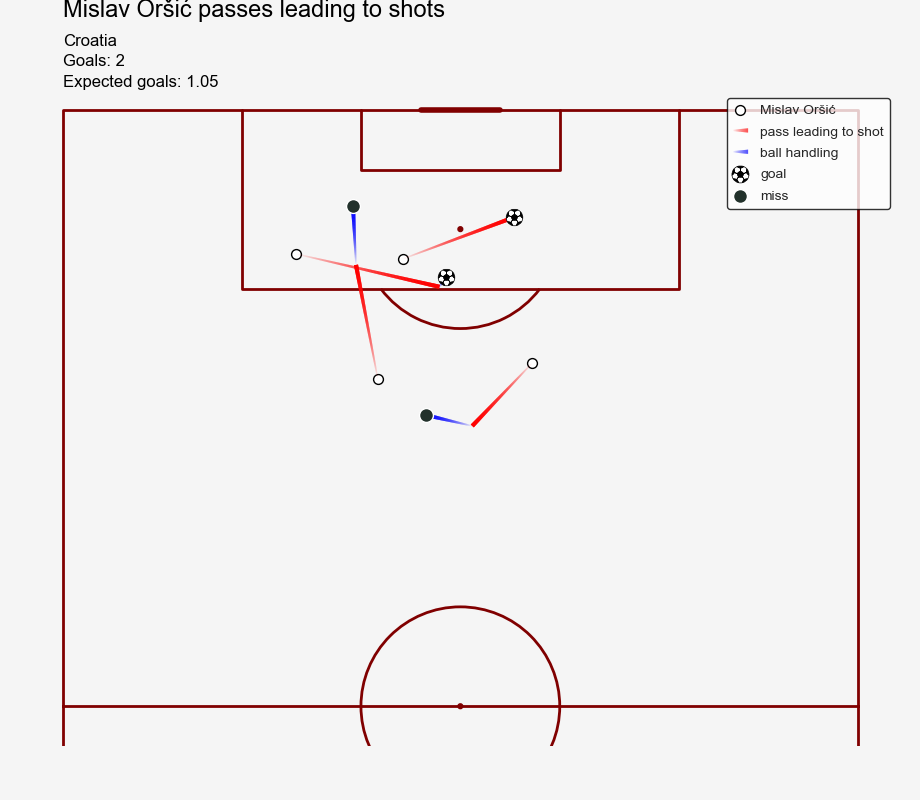 Mislav Oršić passes leading to shots
Croatia
Goals: 2
Expected goals: 1.05
Mislav Oršić
pass leading to shot
ball handling
goal
miss